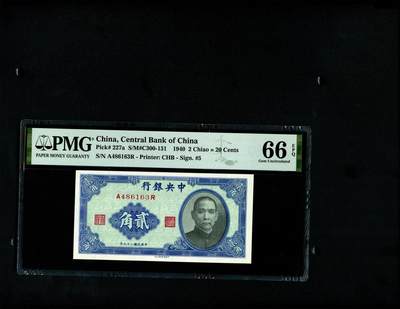 PMG
PAPER MONEY GUARANTY
China, Central Bank of China
Pick# 227a S/M#C300-151 1940 2 Chiao = 20 Cents
S/N A486163R - Printer: CHB - Sign. #5
66 EPQ
Gem Uncirculated
行銀央中
A486163R
角貳